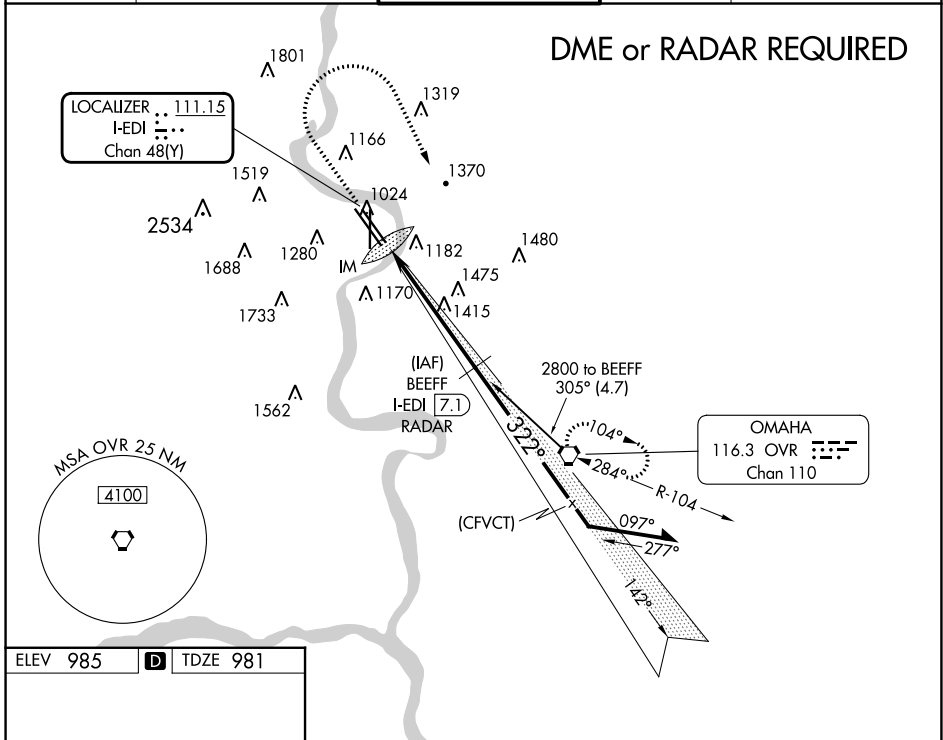 DME or RADAR REQUIRED
1801
1319
LOCALIZER 111.15
I-EDI
Chan 48(Y)
1166
1370
1519
1024
2534
1280
1182
1480
1688
IM
1475
1170
1733
1415
(IAF)
BEEFF
I-EDI 7.1
RADAR
2800 to BEEFF
305° (4.7)
1562
322°
104°
284°
R-104
OMAHA
116.3 OVR
Chan 110
MSA OVR 25 NM
4100
(CFVCT)
097°
277°
142°
ELEV 985 D TDZE 981